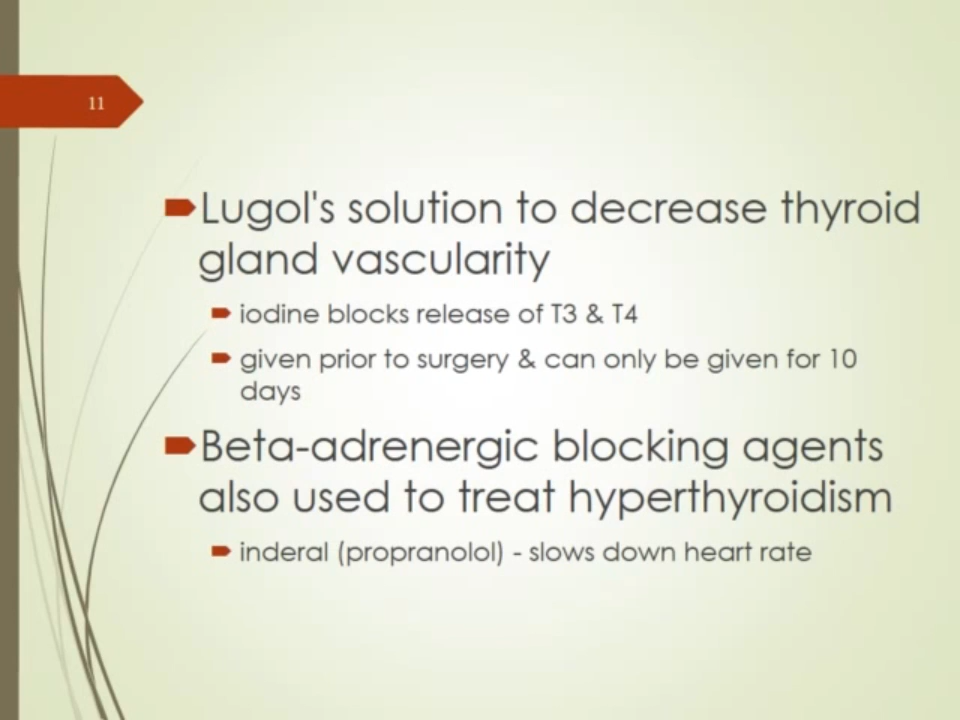 11
Lugol's solution to decrease thyroid
gland vascularity
iodine blocks release of T3 & T4
given prior to surgery & can only be given for 10
days
Beta-adrenergic blocking agents
also used to treat hyperthyroidism
inderal (propranolol) - slows down heart rate